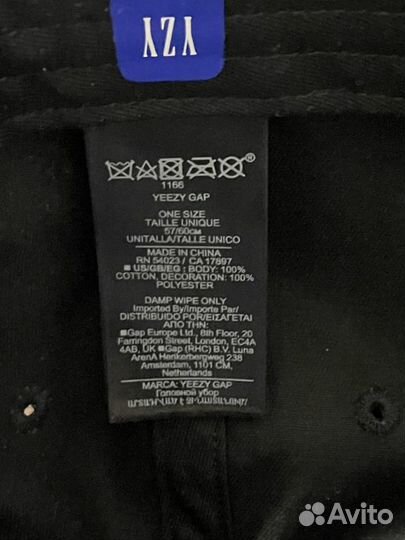 YZY
1166
YEEZY GAP
ONE SIZE
TAILLE UNIQUE
57/60CM
UNITALLA/TALLE UNICO
MADE IN CHINA
RN 54023 / CA 17897
■ US/GB/EG : BODY: 100%
COTTON, DECORATION: 100%
POLYESTER
DAMP WIPE ONLY
Imported By/Importe Par/
DISTRIBUIDO POR/ΕΙΣΑΓΕΤΑΙ
ΑΠΟ ΤΗΝ:
■Gap Europe Ltd., 8th Floor, 20
Farringdon Street, London, EC4A
4AB, UK ■Gap (RHC) B.V. Luna
ArenA Herikerbergweg 238
Amsterdam, 1101 CM,
Netherlands
MARCA: YEEZY GAP
Головной убор
Avito